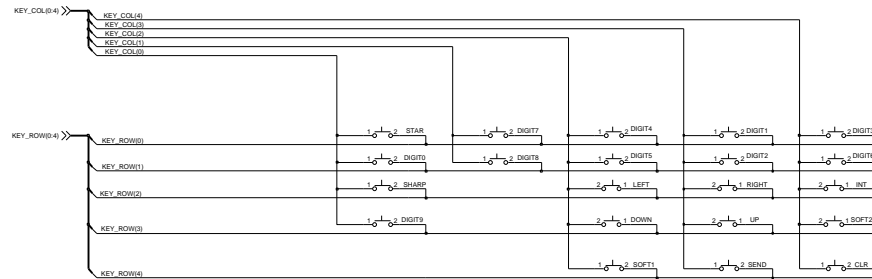 KEY_COL(0:4)
KEY_COL(4)
KEY_COL(3)
KEY_COL(2)
KEY_COL(1)
KEY_COL(0)
KEY_ROW(0:4)
1 2 STAR 1 2 DIGIT7 1 2 DIGIT4 1 2 DIGIT1 1 2 DIGIT3
KEY_ROW(0)
1 2 DIGIT0 1 2 DIGIT8 1 2 DIGIT5 1 2 DIGIT2 1 2 DIGIT6
KEY_ROW(1)
1 2 SHARP 2 1 LEFT 2 1 RIGHT 2 1 INT
KEY_ROW(2)
1 2 DIGIT9 2 1 DOWN 2 1 UP 2 1 SOFT2
KEY_ROW(3)
1 2 SOFT1 1 2 SEND 1 2 CLR
KEY_ROW(4)